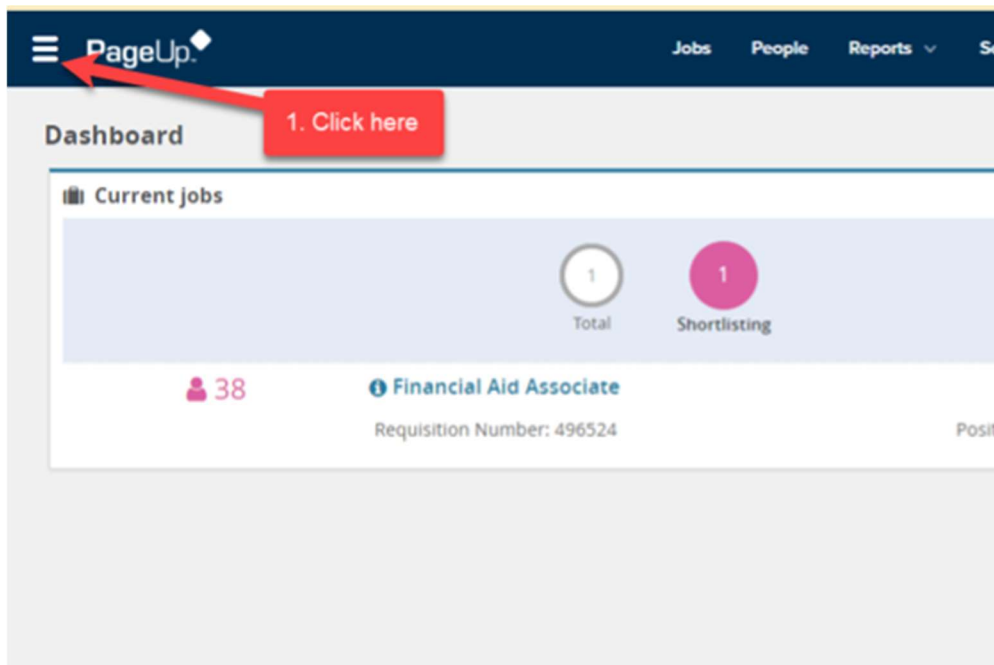 PageUp.
Jobs People Reports
1. Click here
Dashboard
Current jobs
1
Total
1
Shortlisting
38
Financial Aid Associate
Requisition Number: 496524